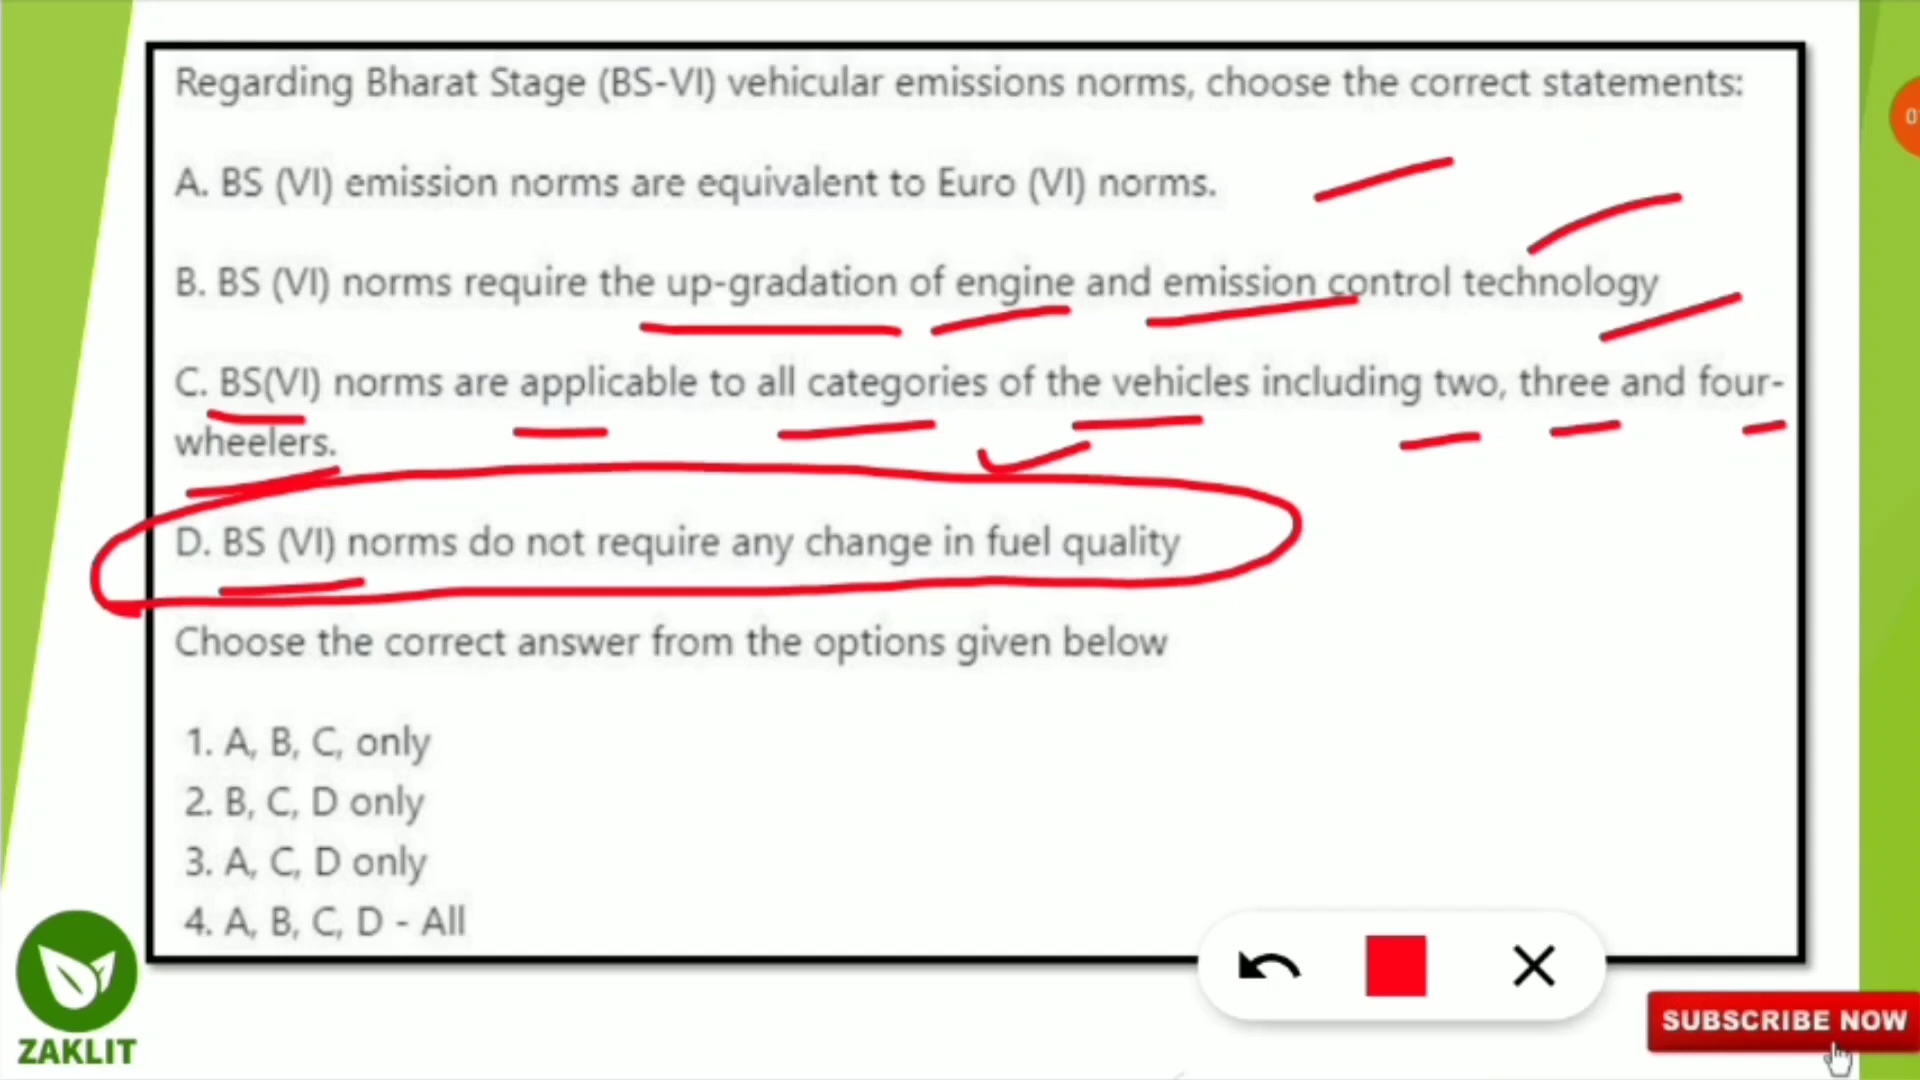 Regarding Bharat Stage (BS-VI) vehicular emissions norms, choose the correct statements:
A. BS (VI) emission norms are equivalent to Euro (VI) norms.
B. BS (VI) norms require the up-gradation of engine and emission control technology
C. BS(VI) norms are applicable to all categories of the vehicles including two, three and four-
wheelers.
D. BS (VI) norms do not require any change in fuel quality
Choose the correct answer from the options given below
1. A, B, C, only
2. B, C, D only
3. A, C, D only
4. A, B, C, D - All
ZAKLIT
SUBSCRIBE NOW